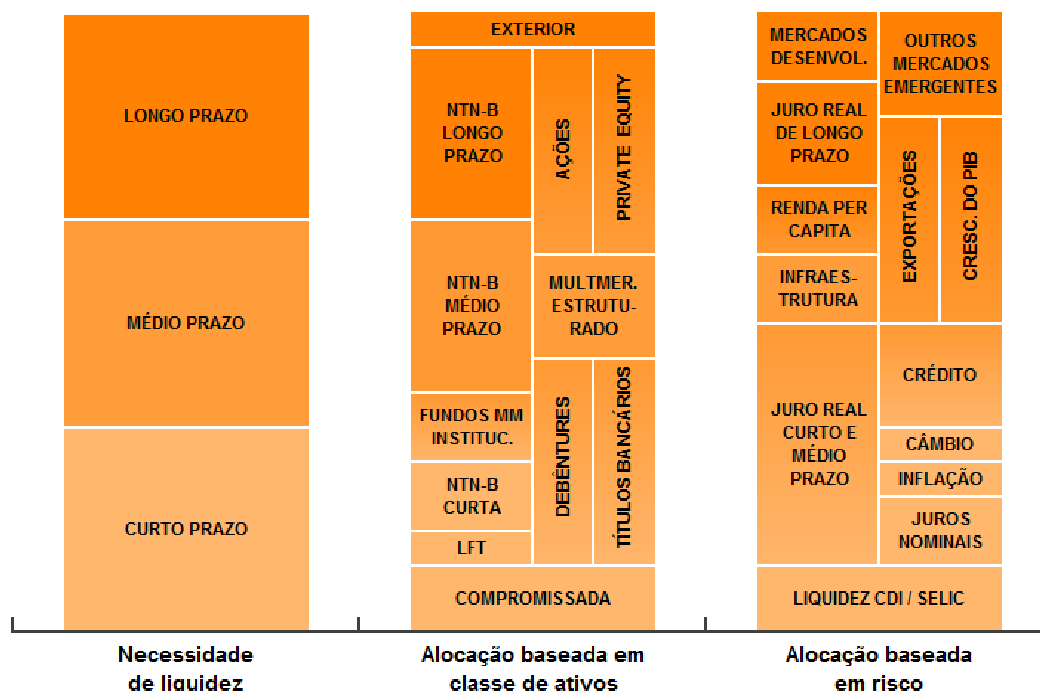 LONGO PRAZO
MÉDIO PRAZO
CURTO PRAZO
Necessidade
de liquidez
EXTERIOR
NTN-B
LONGO
PRAZO
AÇÕES
PRIVATE EQUITY
NTN-B
MÉDIO
PRAZO
MULTMER.
ESTRUTU-
RADO
FUNDOS MM
INSTITUC.
DEBÊNTURES
TÍTULOS BANCÁRIOS
NTN-B
CURTA
LFT
COMPROMISSADA
Alocação baseada em
classe de ativos
MERCADOS
DESENVOL.
OUTROS
MERCADOS
EMERGENTES
JURO REAL
DE LONGO
PRAZO
EXPORTAÇÕES
CRESC. DO PIB
RENDA PER
CAPITA
INFRAES-
TRUTURA
JURO REAL
CURTO E
MÉDIO
PRAZO
CRÉDITO
CÂMBIO
INFLAÇÃO
JUROS
NOMINAIS
LIQUIDEZ CDI / SELIC
Alocação baseada
em risco